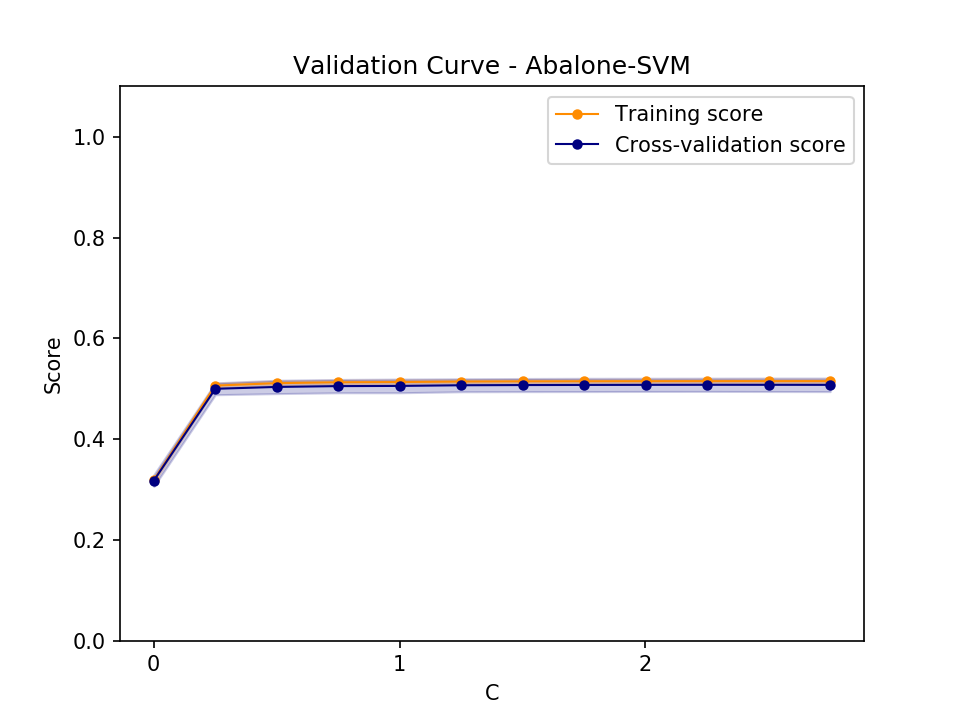 Validation Curve - Abalone-SVM
Training score
Cross-validation score
1.0
0.8
0.6
0.4
0.2
0.0
Score
0 1 2
C